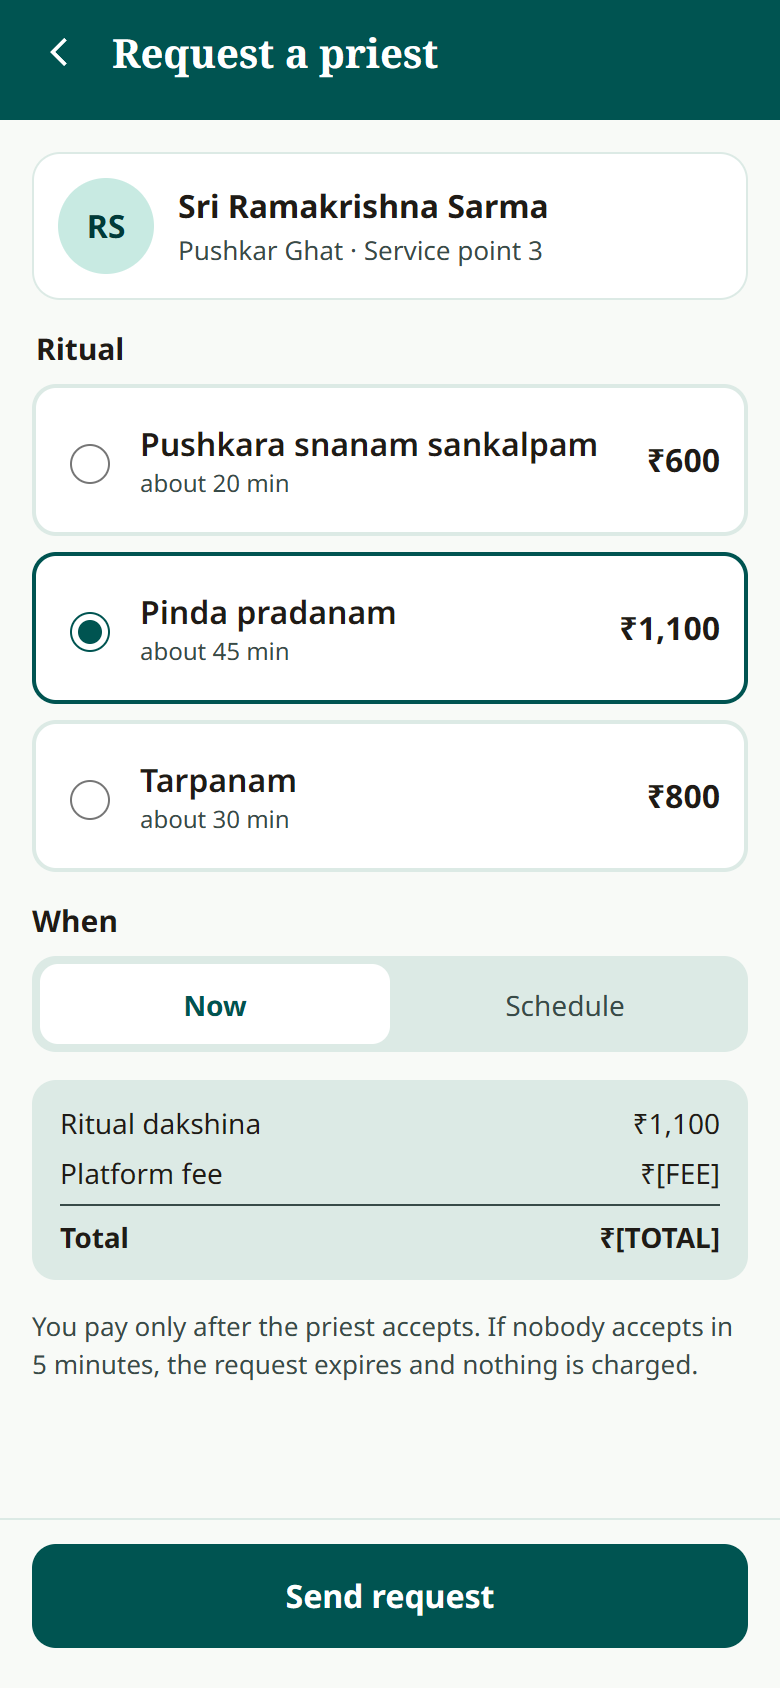 Request a priest
RS
Sri Ramakrishna Sarma
Pushkar Ghat · Service point 3
Ritual
Pushkara snanam sankalpam
about 20 min
₹600
Pinda pradanam
about 45 min
₹1,100
Tarpanam
about 30 min
₹800
When
Now Schedule
Ritual dakshina ₹1,100
Platform fee ₹[FEE]
Total ₹[TOTAL]
You pay only after the priest accepts. If nobody accepts in
5 minutes, the request expires and nothing is charged.
Send request